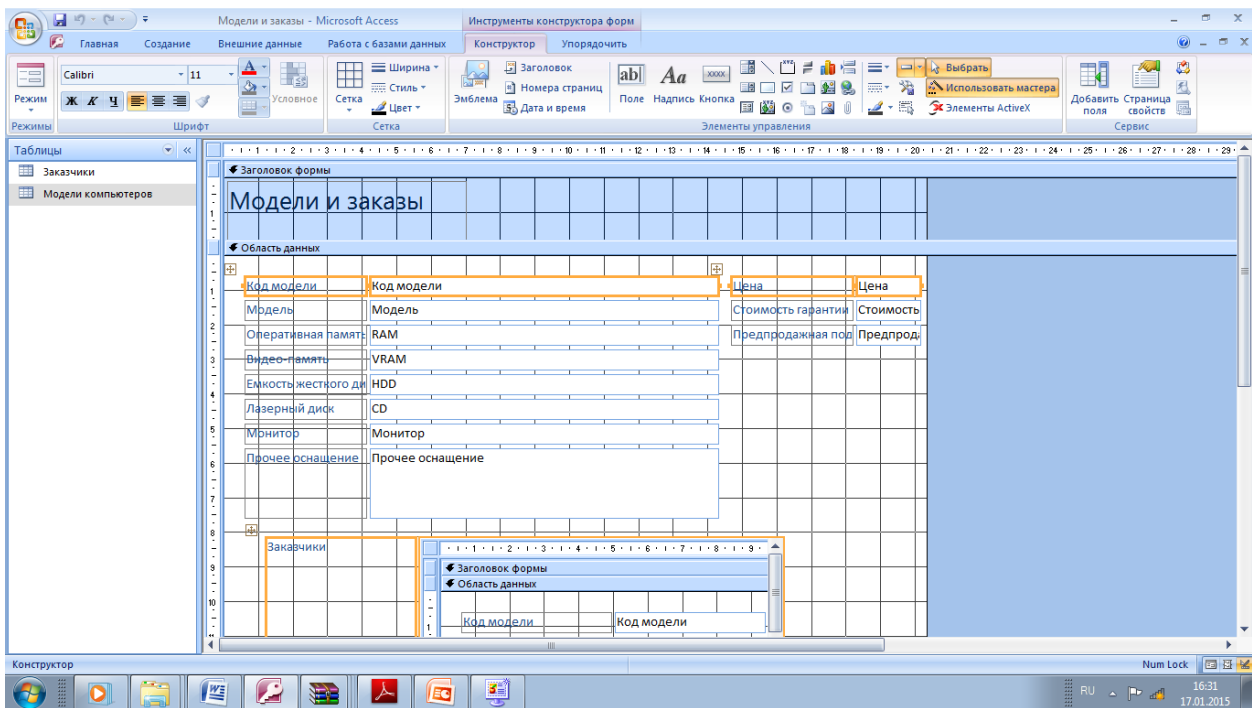 Модели и заказы - Microsoft Access
Инструменты конструктора форм
Главная Создание Внешние данные Работа с базами данных Конструктор Упорядочить
Calibri 11
Ж К Ч
Режим
Условное
Сетка
Ширина
Стиль
Цвет
Эмблема
Заголовок
Номера страниц
Дата и время
ab| Aa xxxx
Поле Надпись Кнопка
Выбрать
Использовать мастера
Элементы ActiveX
Добавить поля
Страница свойств
Режимы Шрифт Сетка Элементы управления Сервис
Таблицы
Заказчики
Модели компьютеров
Заголовок формы
Модели и заказы
Область данных
Код модели Код модели Цена Цена
Модель Модель Стоимость гарантии Стоимость
Оперативная память RAM Предпродажная под Предпрод
Видео-память VRAM
Емкость жесткого ди HDD
Лазерный диск CD
Монитор Монитор
Прочее оснащение Прочее оснащение
Заказчики
Заголовок формы
Область данных
Код модели Код модели
Конструктор Num Lock
RU 16:31
17.01.2015